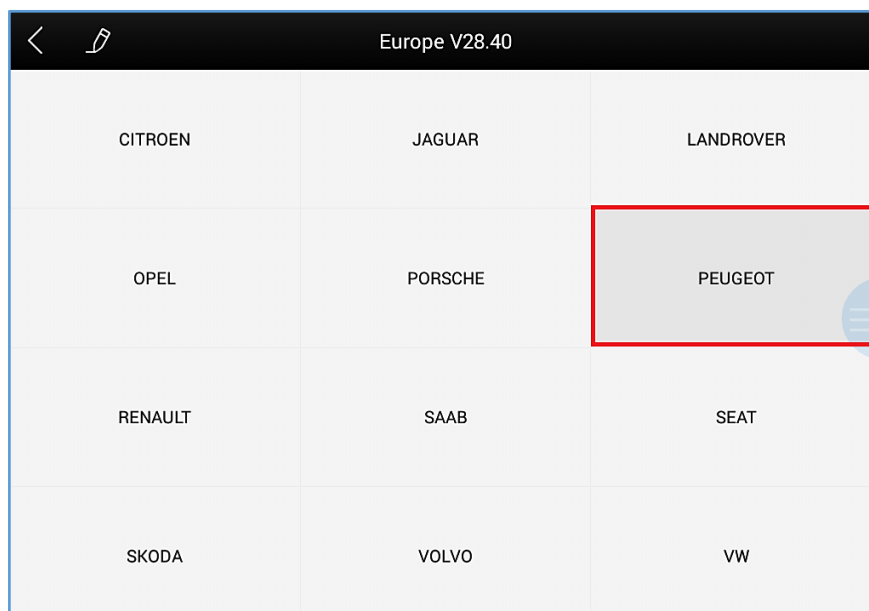 Europe V28.40
CITROEN JAGUAR LANDROVER
OPEL PORSCHE PEUGEOT
RENAULT SAAB SEAT
SKODA VOLVO VW